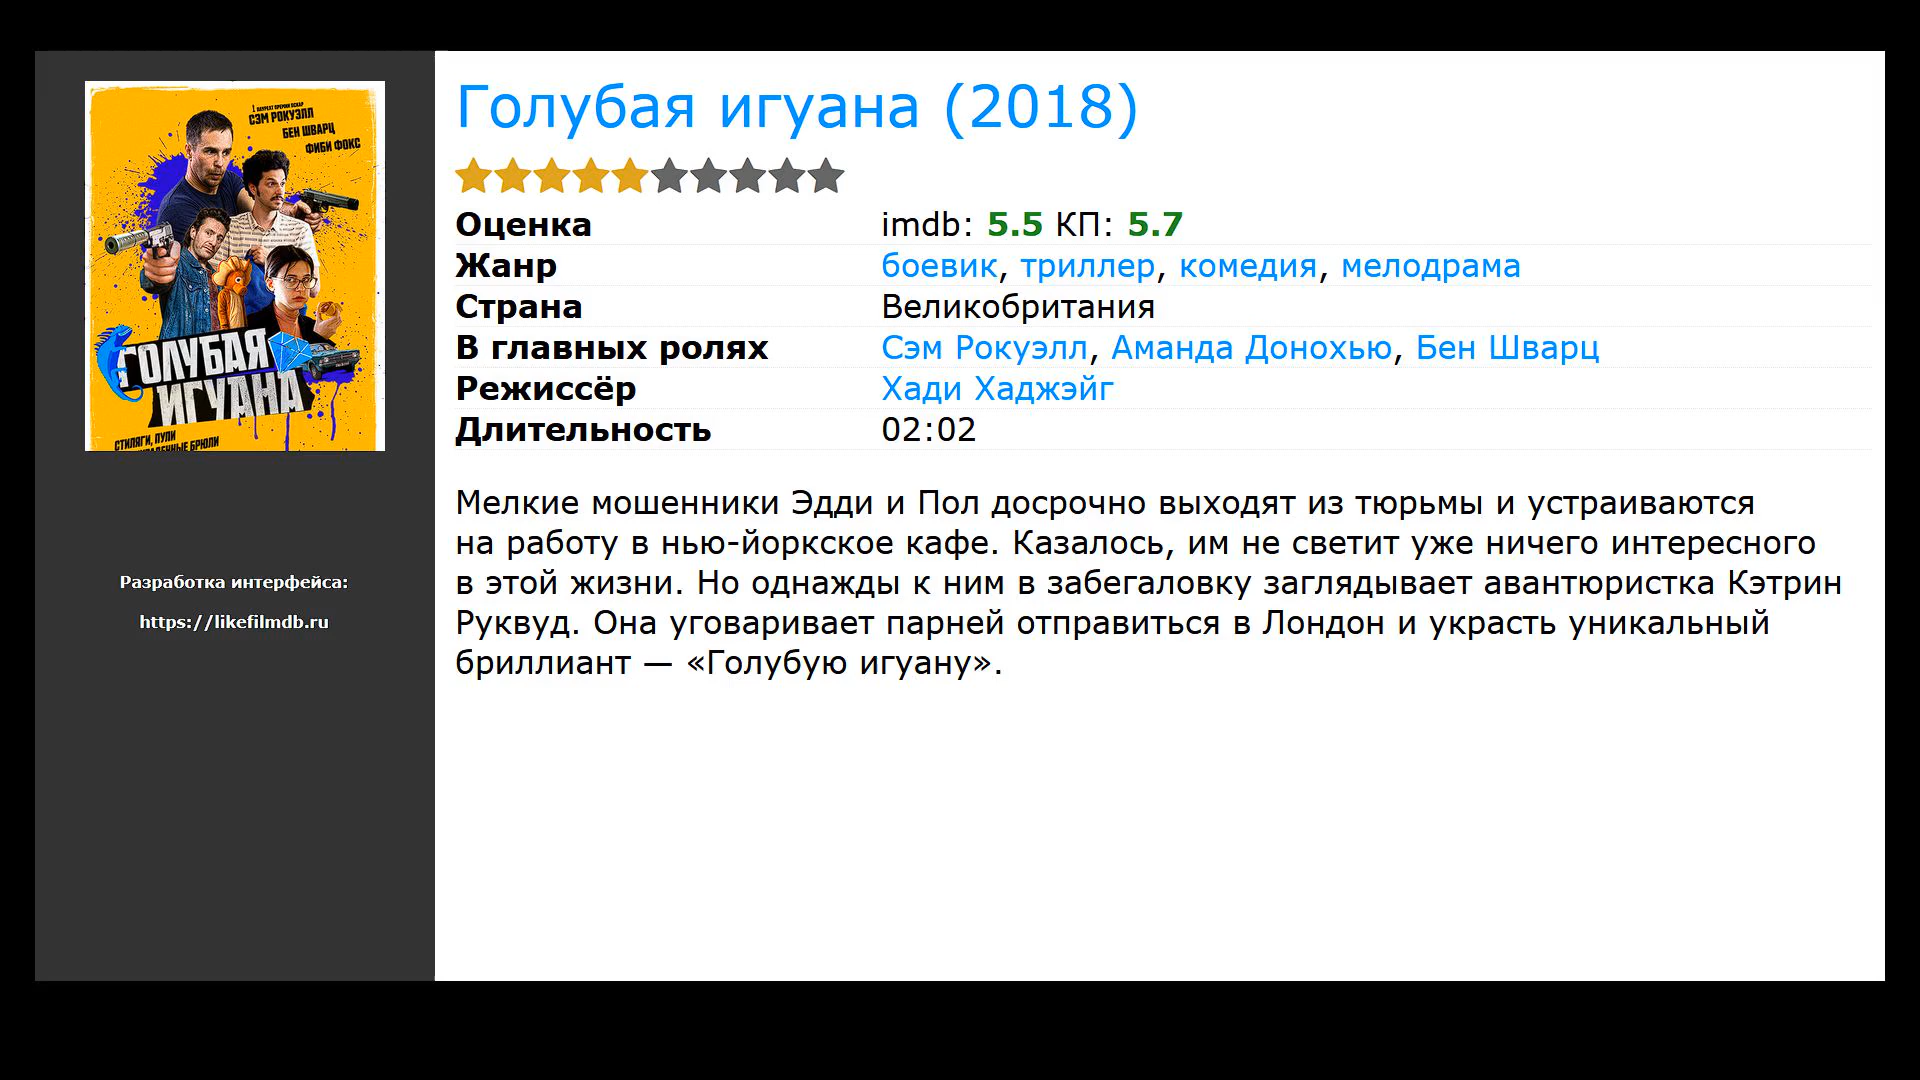 1 ЛАУРЕАТ ПРЕМИИ ОСКАР
СЭМ РОКУЭЛЛ
БЕН ШВАРЦ
ФИБИ ФОКС
ГОЛУБАЯ
ИГУАНА
СТИЛЯГИ, ПУЛИ
БРЮЛИ
Разработка интерфейса:
https://likefilmdb.ru
Голубая игуана (2018)
Оценка imdb: 5.5 КП: 5.7
Жанр боевик, триллер, комедия, мелодрама
Страна Великобритания
В главных ролях Сэм Рокуэлл, Аманда Донохью, Бен Шварц
Режиссёр Хади Хаджэйг
Длительность 02:02
Мелкие мошенники Эдди и Пол досрочно выходят из тюрьмы и устраиваются
на работу в нью-йоркское кафе. Казалось, им не светит уже ничего интересного
в этой жизни. Но однажды к ним в забегаловку заглядывает авантюристка Кэтрин
Руквуд. Она уговаривает парней отправиться в Лондон и украсть уникальный
бриллиант — «Голубую игуану».